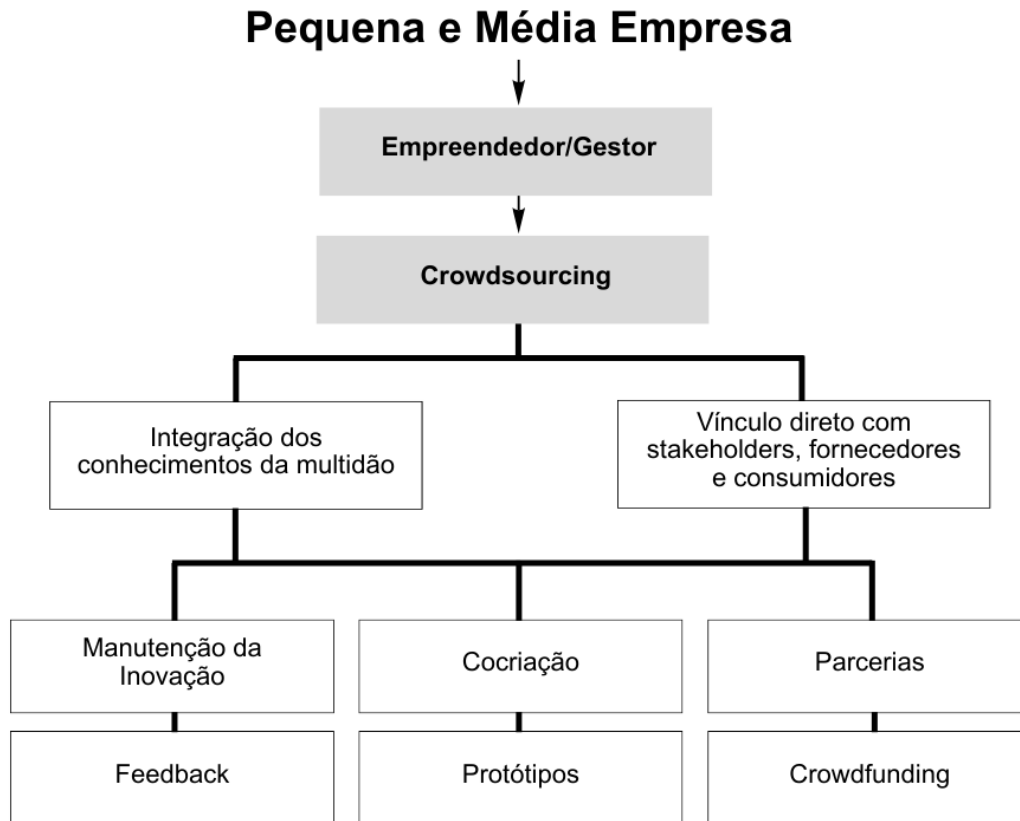 Pequena e Média Empresa
Empreendedor/Gestor
Crowdsourcing
Integração dos
conhecimentos da multidão
Vínculo direto com
stakeholders, fornecedores
e consumidores
Manutenção da
Inovação
Cocriação
Parcerias
Feedback
Protótipos
Crowdfunding